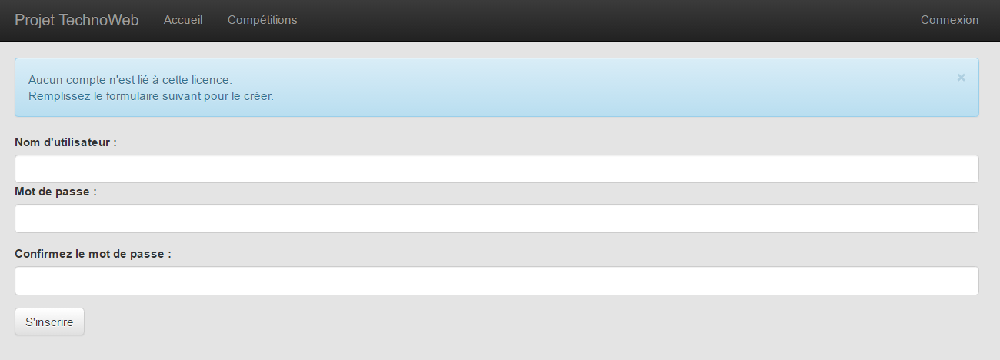 Projet TechnoWeb Accueil Compétitions Connexion
Aucun compte n'est lié à cette licence. ×
Remplissez le formulaire suivant pour le créer.
Nom d'utilisateur :
Mot de passe :
Confirmez le mot de passe :
S'inscrire